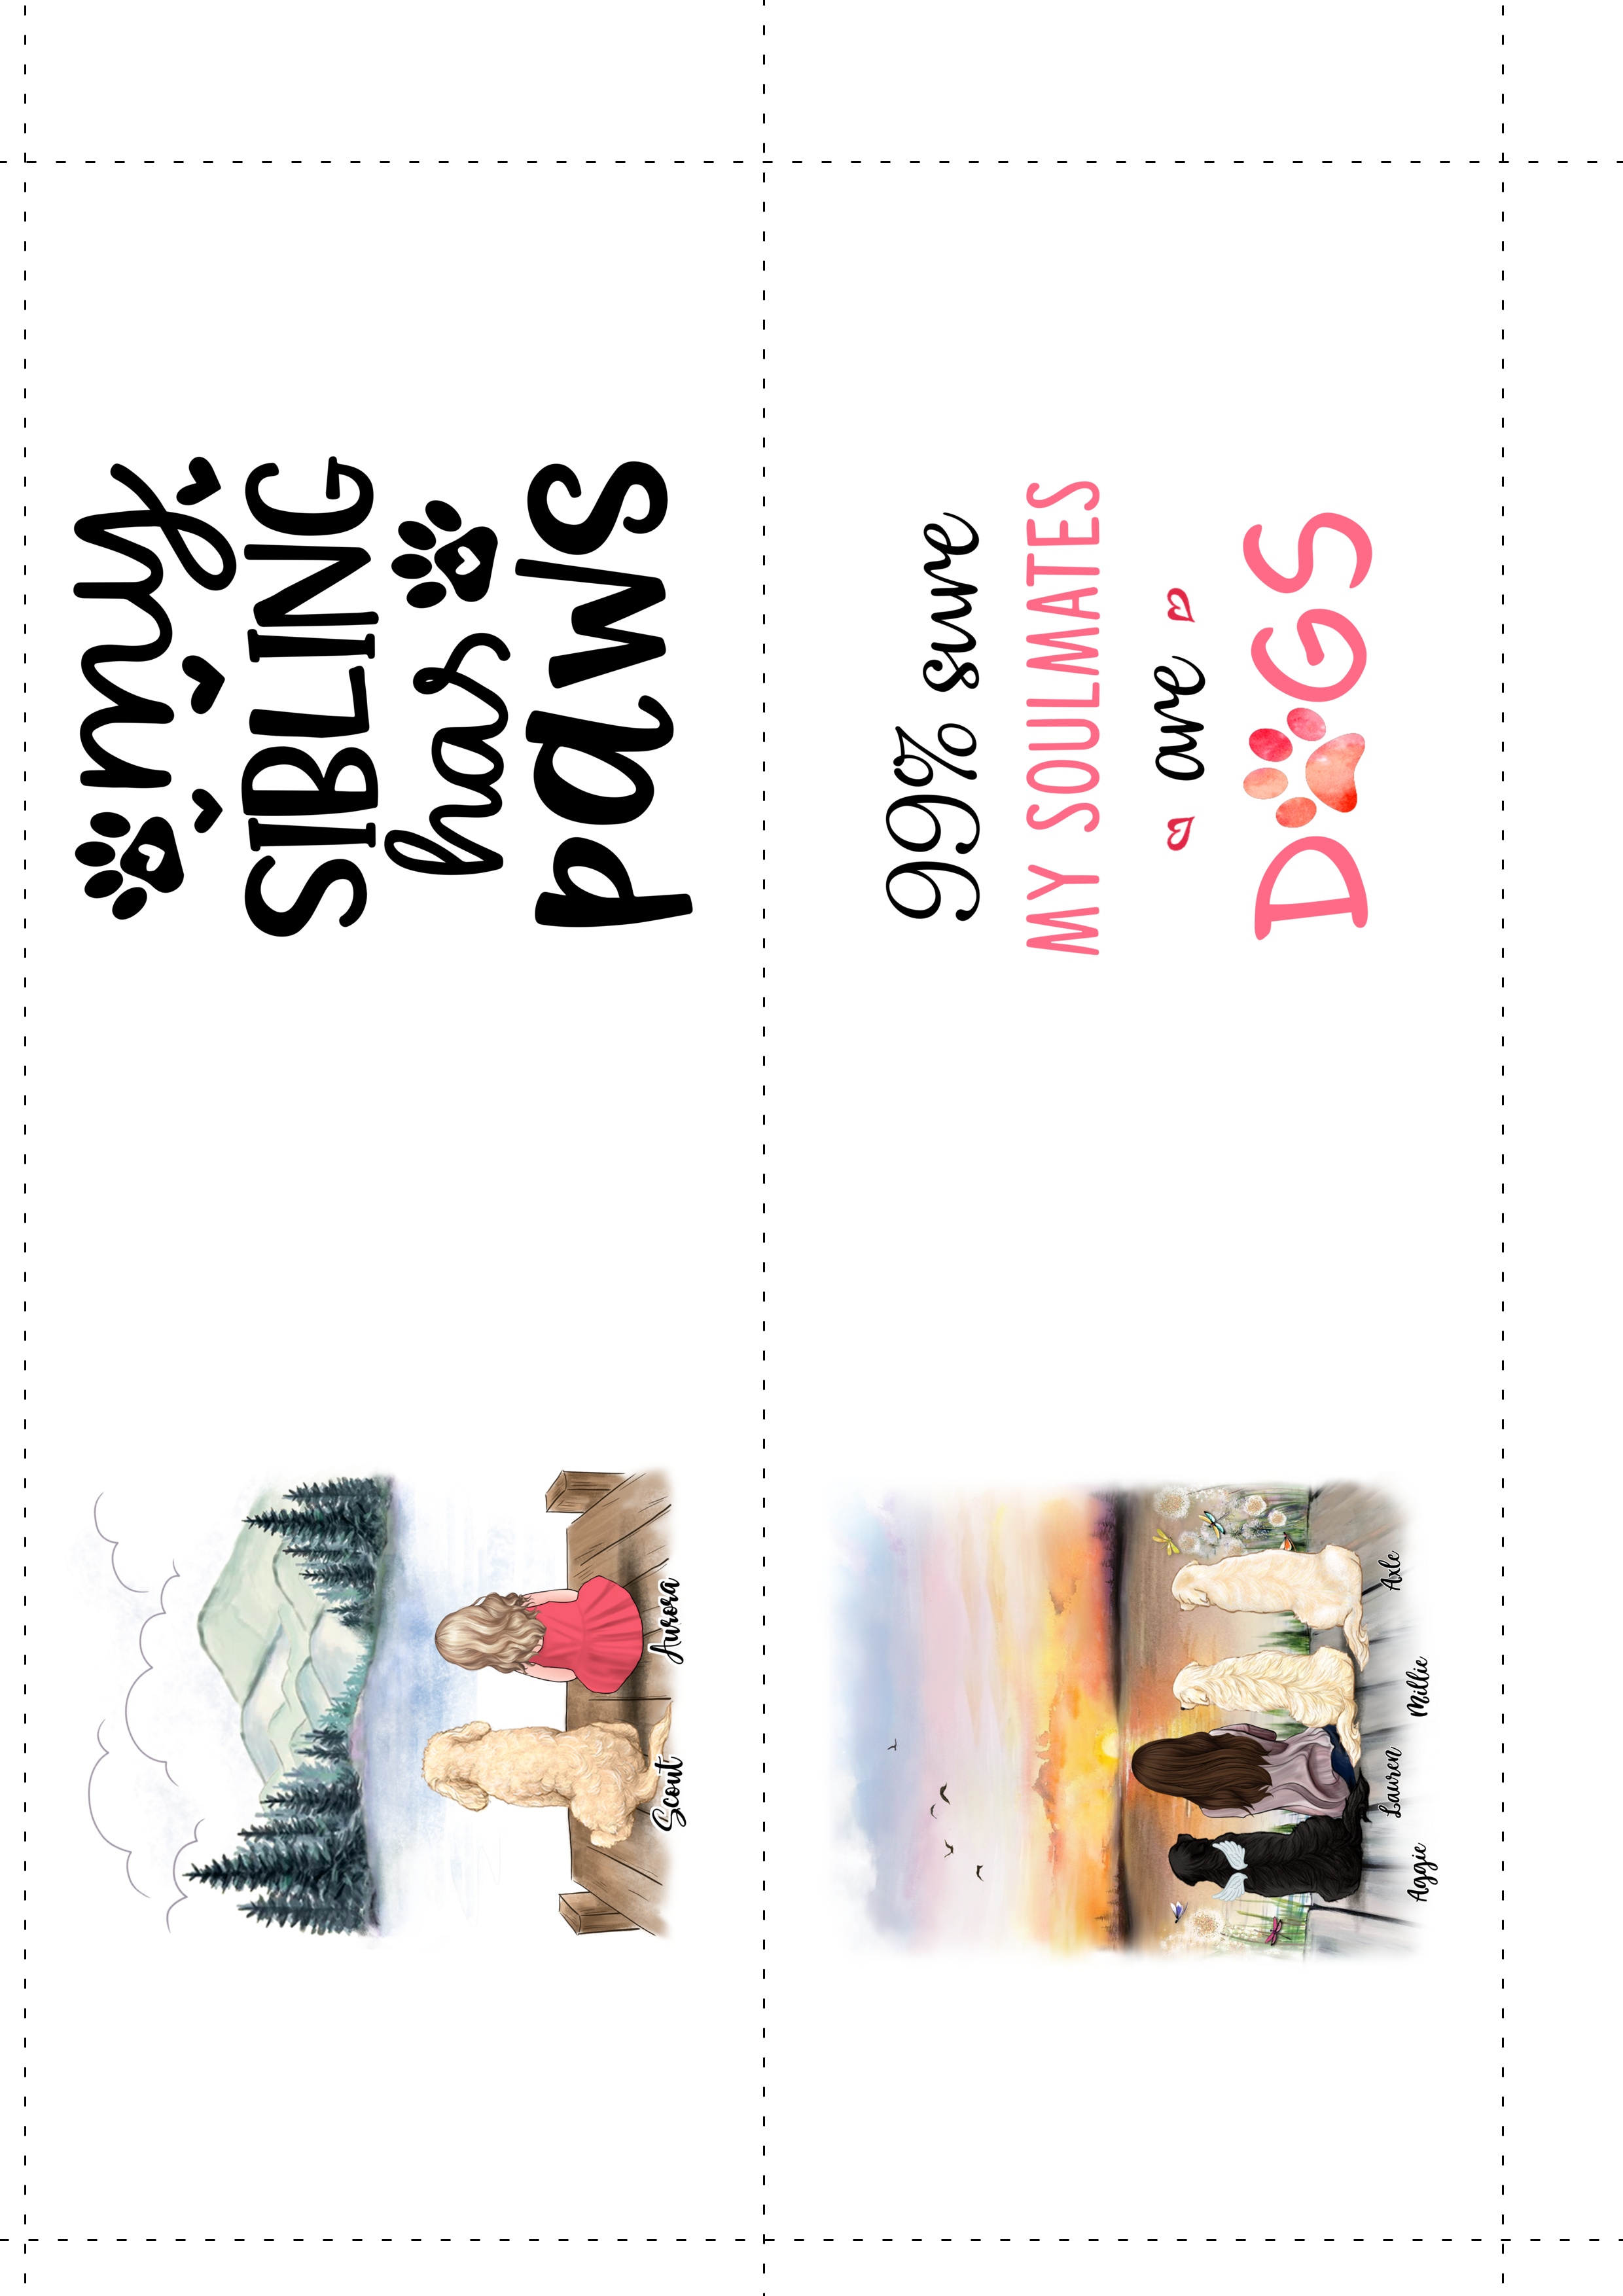 my
SIBLING
has
paws
Scout Aurora
99% sure
MY SOULMATES
are
DOGS
Aggie Lauren Millie Axle